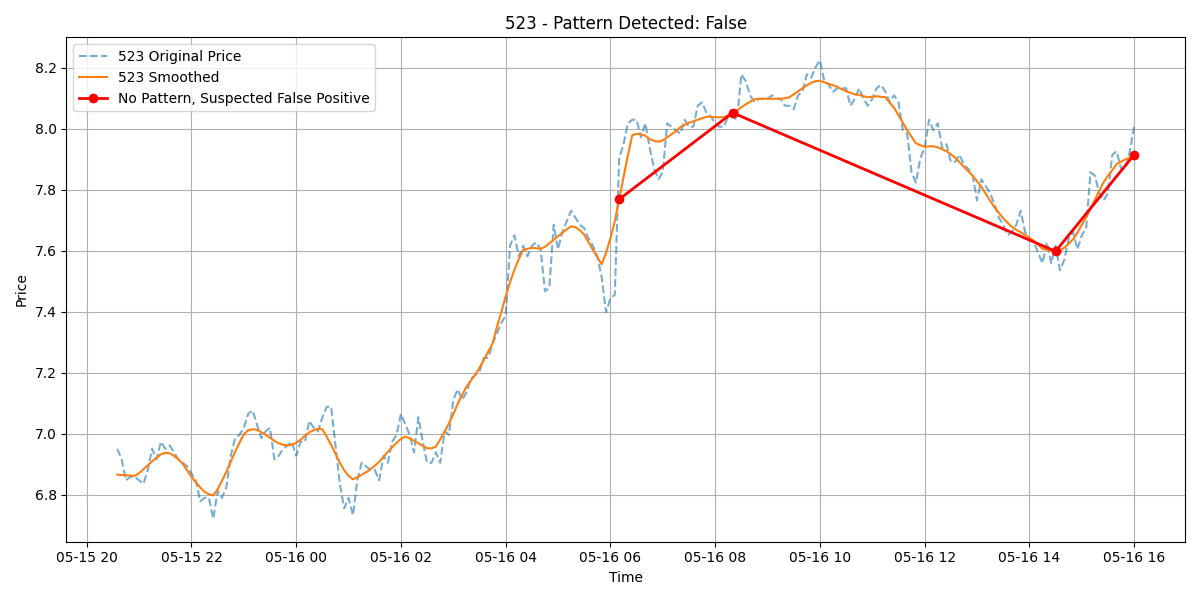 523 - Pattern Detected: False
523 Original Price
523 Smoothed
No Pattern, Suspected False Positive
Price
8.2
8.0
7.8
7.6
7.4
7.2
7.0
6.8
05-15 20 05-15 22 05-16 00 05-16 02 05-16 04 05-16 06 05-16 08 05-16 10 05-16 12 05-16 14 05-16 16
Time